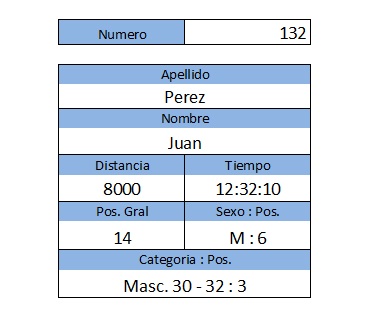 Numero 132
Apellido
Perez
Nombre
Juan
Distancia Tiempo
8000 12:32:10
Pos. Gral Sexo : Pos.
14 M : 6
Categoria : Pos.
Masc. 30 - 32 : 3